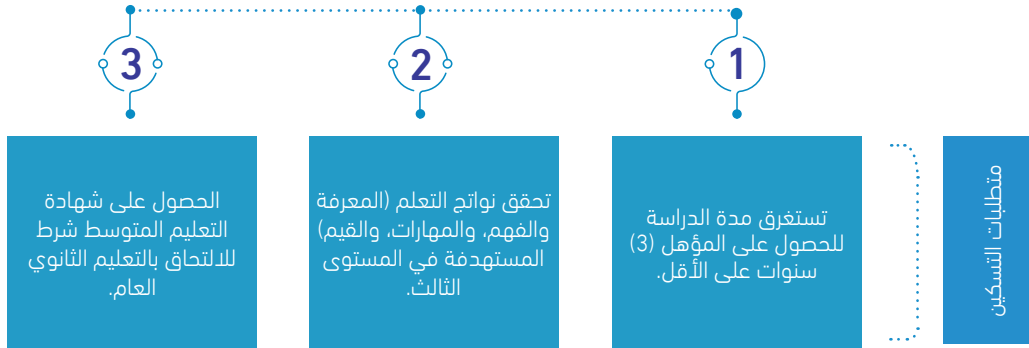 متطلبات التسكين
1
تستغرق مدة الدراسة
للحصول على المؤهل (3)
سنوات على الأقل.
2
تحقق نواتج التعلم (المعرفة
والفهم، والمهارات، والقيم)
المستهدفة في المستوى
الثالث.
3
الحصول على شهادة
التعليم المتوسط شرط
للالتحاق بالتعليم الثانوي
العام.